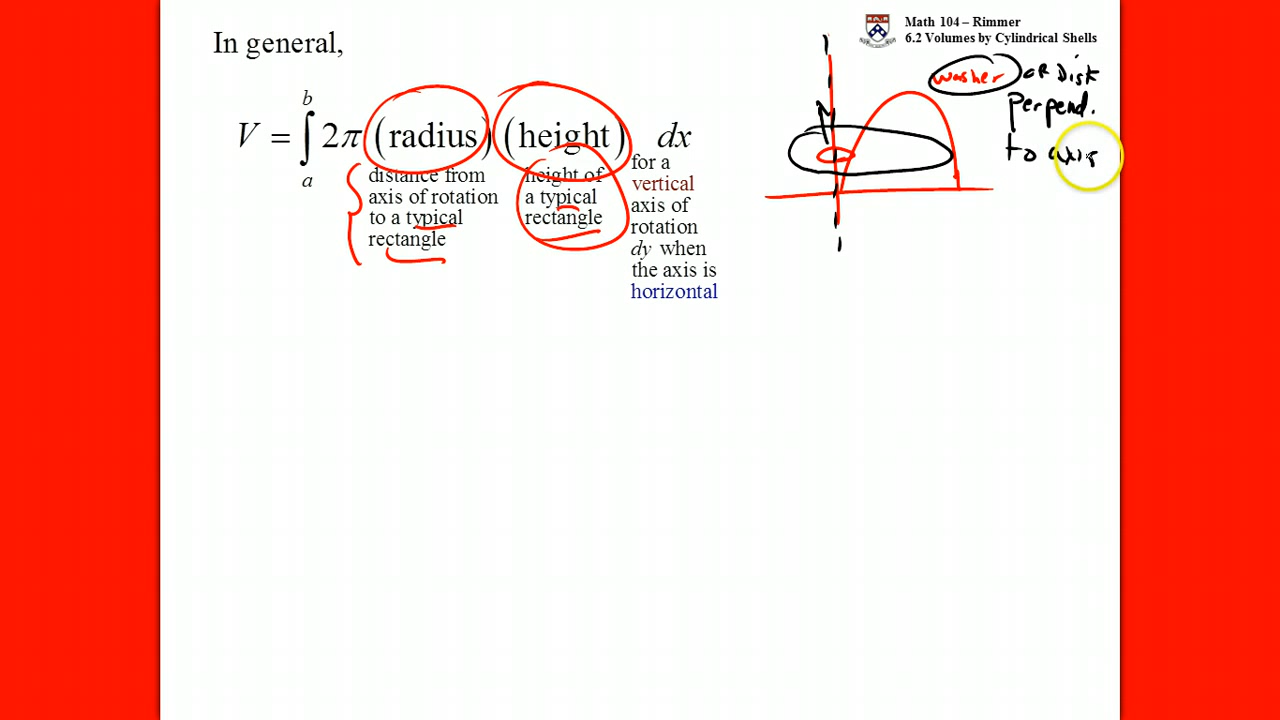 In general,
Math 104 – Rimmer
6.2 Volumes by Cylindrical Shells
V = ∫ₐᵇ 2π (radius) (height) dx
distance from
axis of rotation
to a typical
rectangle
height of
a typical
rectangle
for a
vertical
axis of
rotation
dy when
the axis is
horizontal
washer or Disk
perpend.
to axis